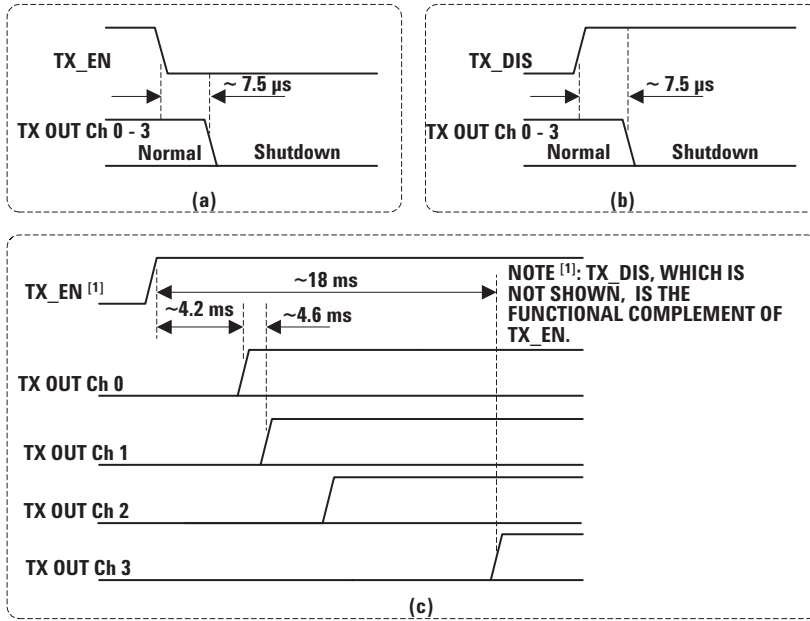 TX_EN
~ 7.5 µs
TX OUT Ch 0 - 3
Normal Shutdown
(a)
TX_DIS
~ 7.5 µs
TX OUT Ch 0 - 3
Normal Shutdown
(b)
TX_EN [1]
~18 ms
~4.2 ms
~4.6 ms
NOTE [1]: TX_DIS, WHICH IS
NOT SHOWN, IS THE
FUNCTIONAL COMPLEMENT OF
TX_EN.
TX OUT Ch 0
TX OUT Ch 1
TX OUT Ch 2
TX OUT Ch 3
(c)